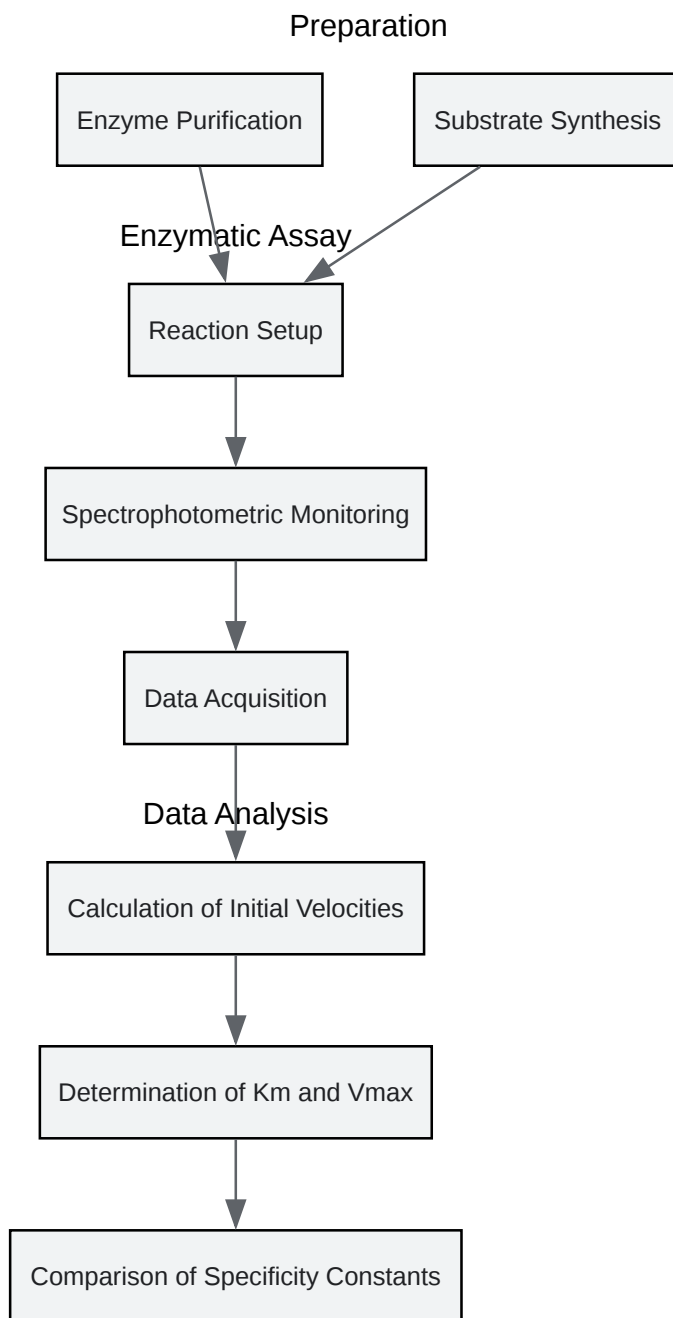 Preparation
Enzyme Purification
Substrate Synthesis
Enzymatic Assay
Reaction Setup
Spectrophotometric Monitoring
Data Acquisition
Data Analysis
Calculation of Initial Velocities
Determination of Km and Vmax
Comparison of Specificity Constants